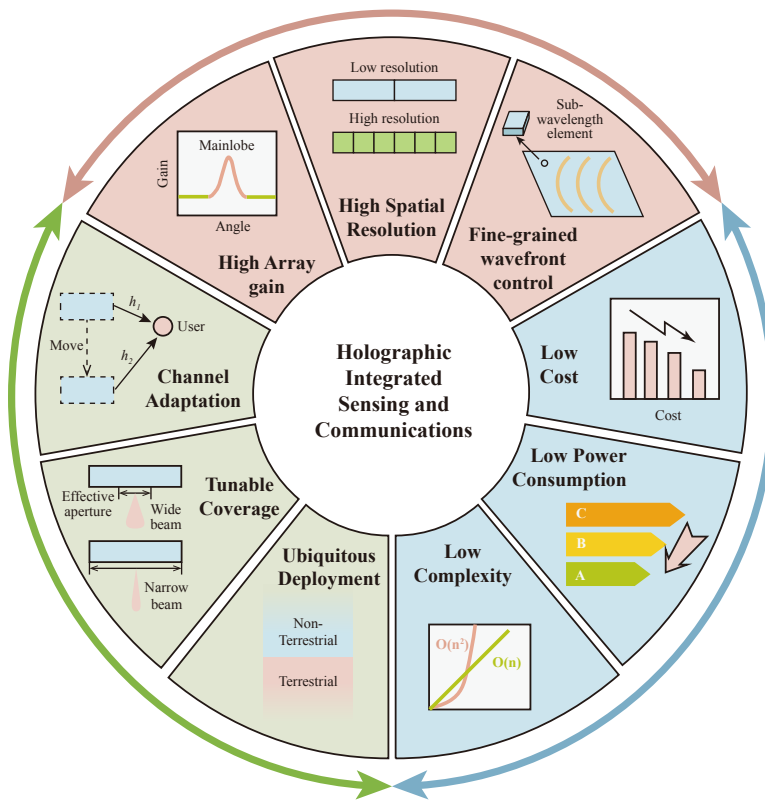 Low resolution
High resolution
High Spatial
Resolution
Sub-
wavelength
element
Fine-grained
wavefront
control
Low
Cost
Cost
Low Power
Consumption
C
B
A
Low
Complexity
O(n²)
O(n)
Ubiquitous
Deployment
Non-
Terrestrial
Terrestrial
Tunable
Coverage
Effective
aperture
Wide
beam
Narrow
beam
Channel
Adaptation
h₁
User
Move
h₂
High Array
gain
Gain
Mainlobe
Angle
Holographic
Integrated
Sensing and
Communications